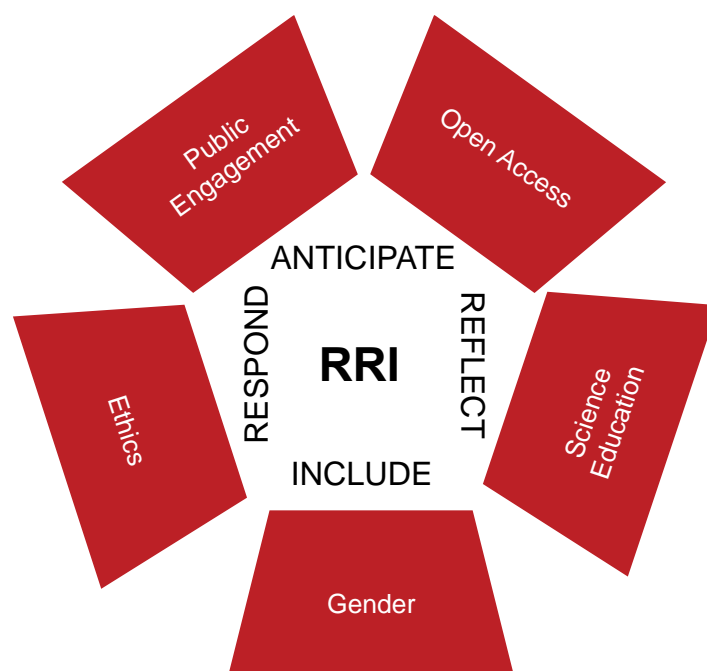 Public
Engagement
Open Access
ANTICIPATE
RESPOND
RRI
REFLECT
INCLUDE
Ethics
Science
Education
Gender